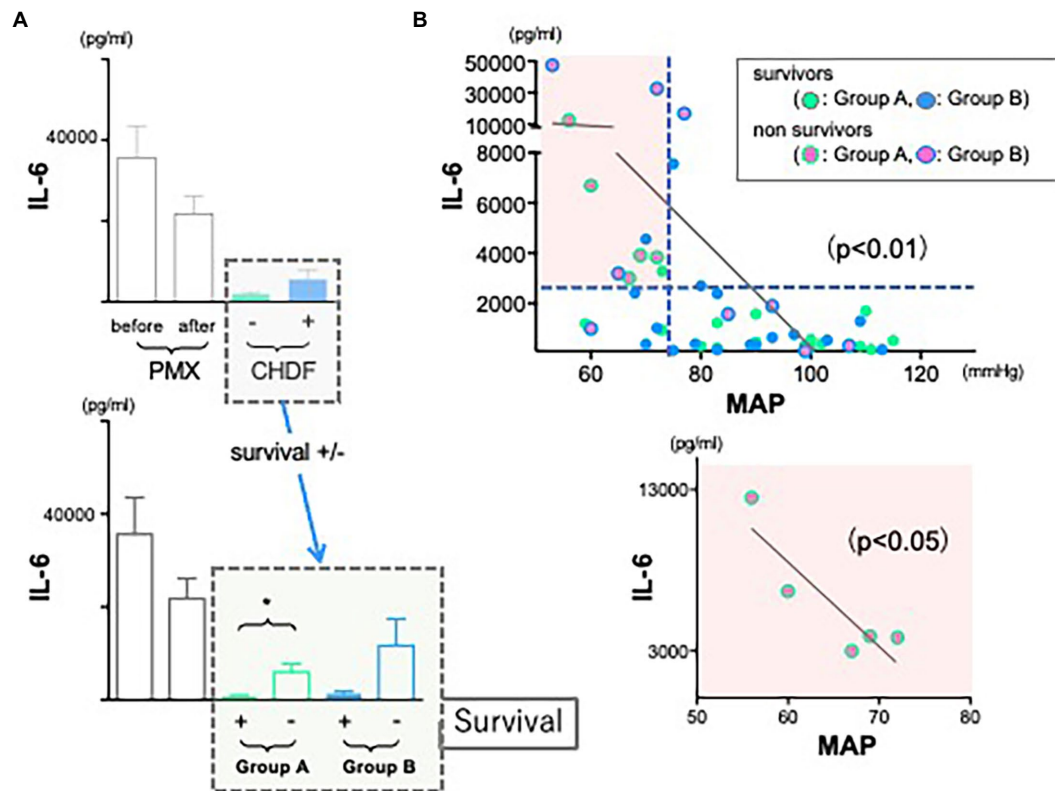 A
(pg/ml)
40000
IL-6
before after - +
PMX CHDF
survival +/-
(pg/ml)
40000
IL-6
*
+ - + -
Group A Group B
Survival
B
(pg/ml)
50000
30000
10000
8000
6000
4000
2000
IL-6
survivors
(●: Group A, ●: Group B)
non survivors
(●: Group A, ●: Group B)
(p<0.01)
60 80 100 120
(mmHg)
MAP
(pg/ml)
13000
3000
IL-6
(p<0.05)
50 60 70 80
MAP